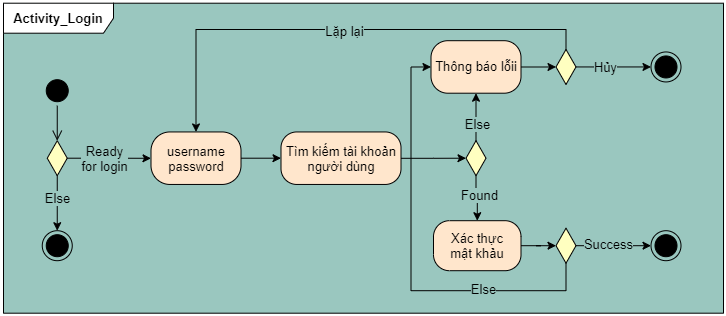 Activity_Login
Lặp lại
Thông báo lỗii
Hủy
Else
Ready
for login
username
password
Tìm kiếm tài khoản
người dùng
Else
Found
Xác thực
mật khảu
Success
Else